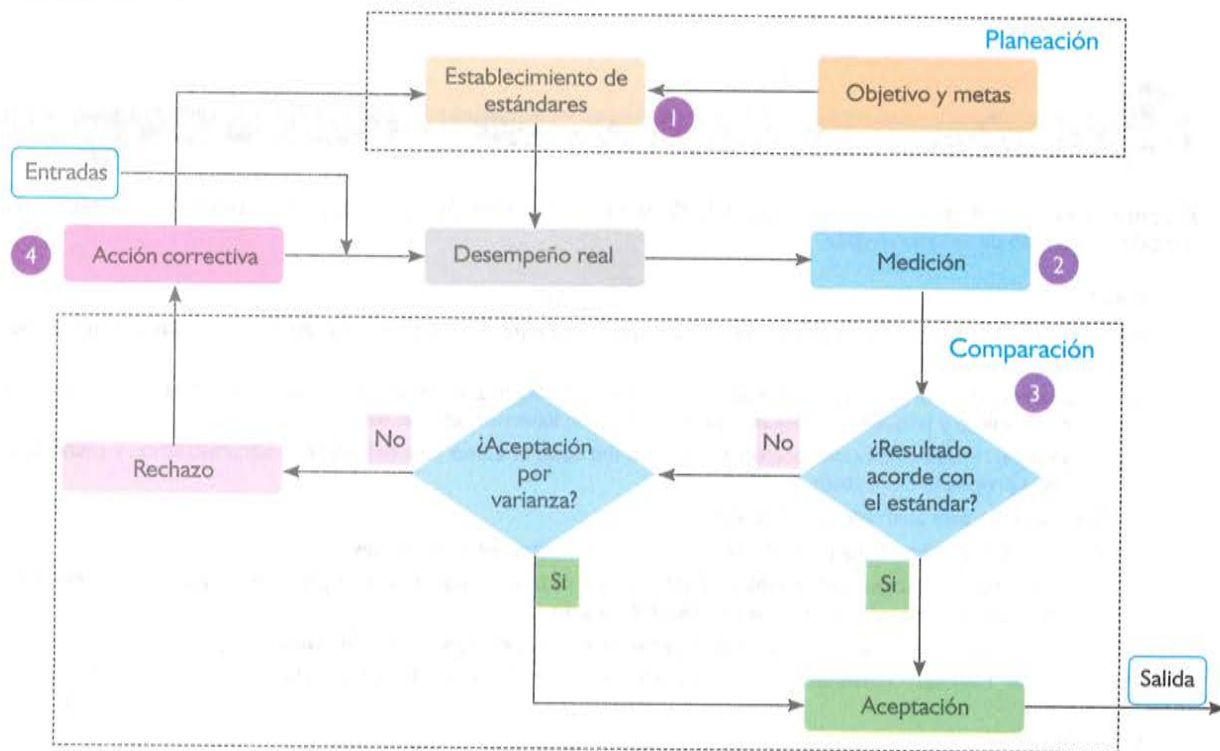 Planeación
Establecimiento de
estándares
Objetivo y metas
1
Entradas
4
Acción correctiva
Desempeño real
Medición
2
Comparación
3
No
¿Aceptación
por
varianza?
No
¿Resultado
acorde con
el estándar?
Rechazo
Si
Si
Aceptación
Salida